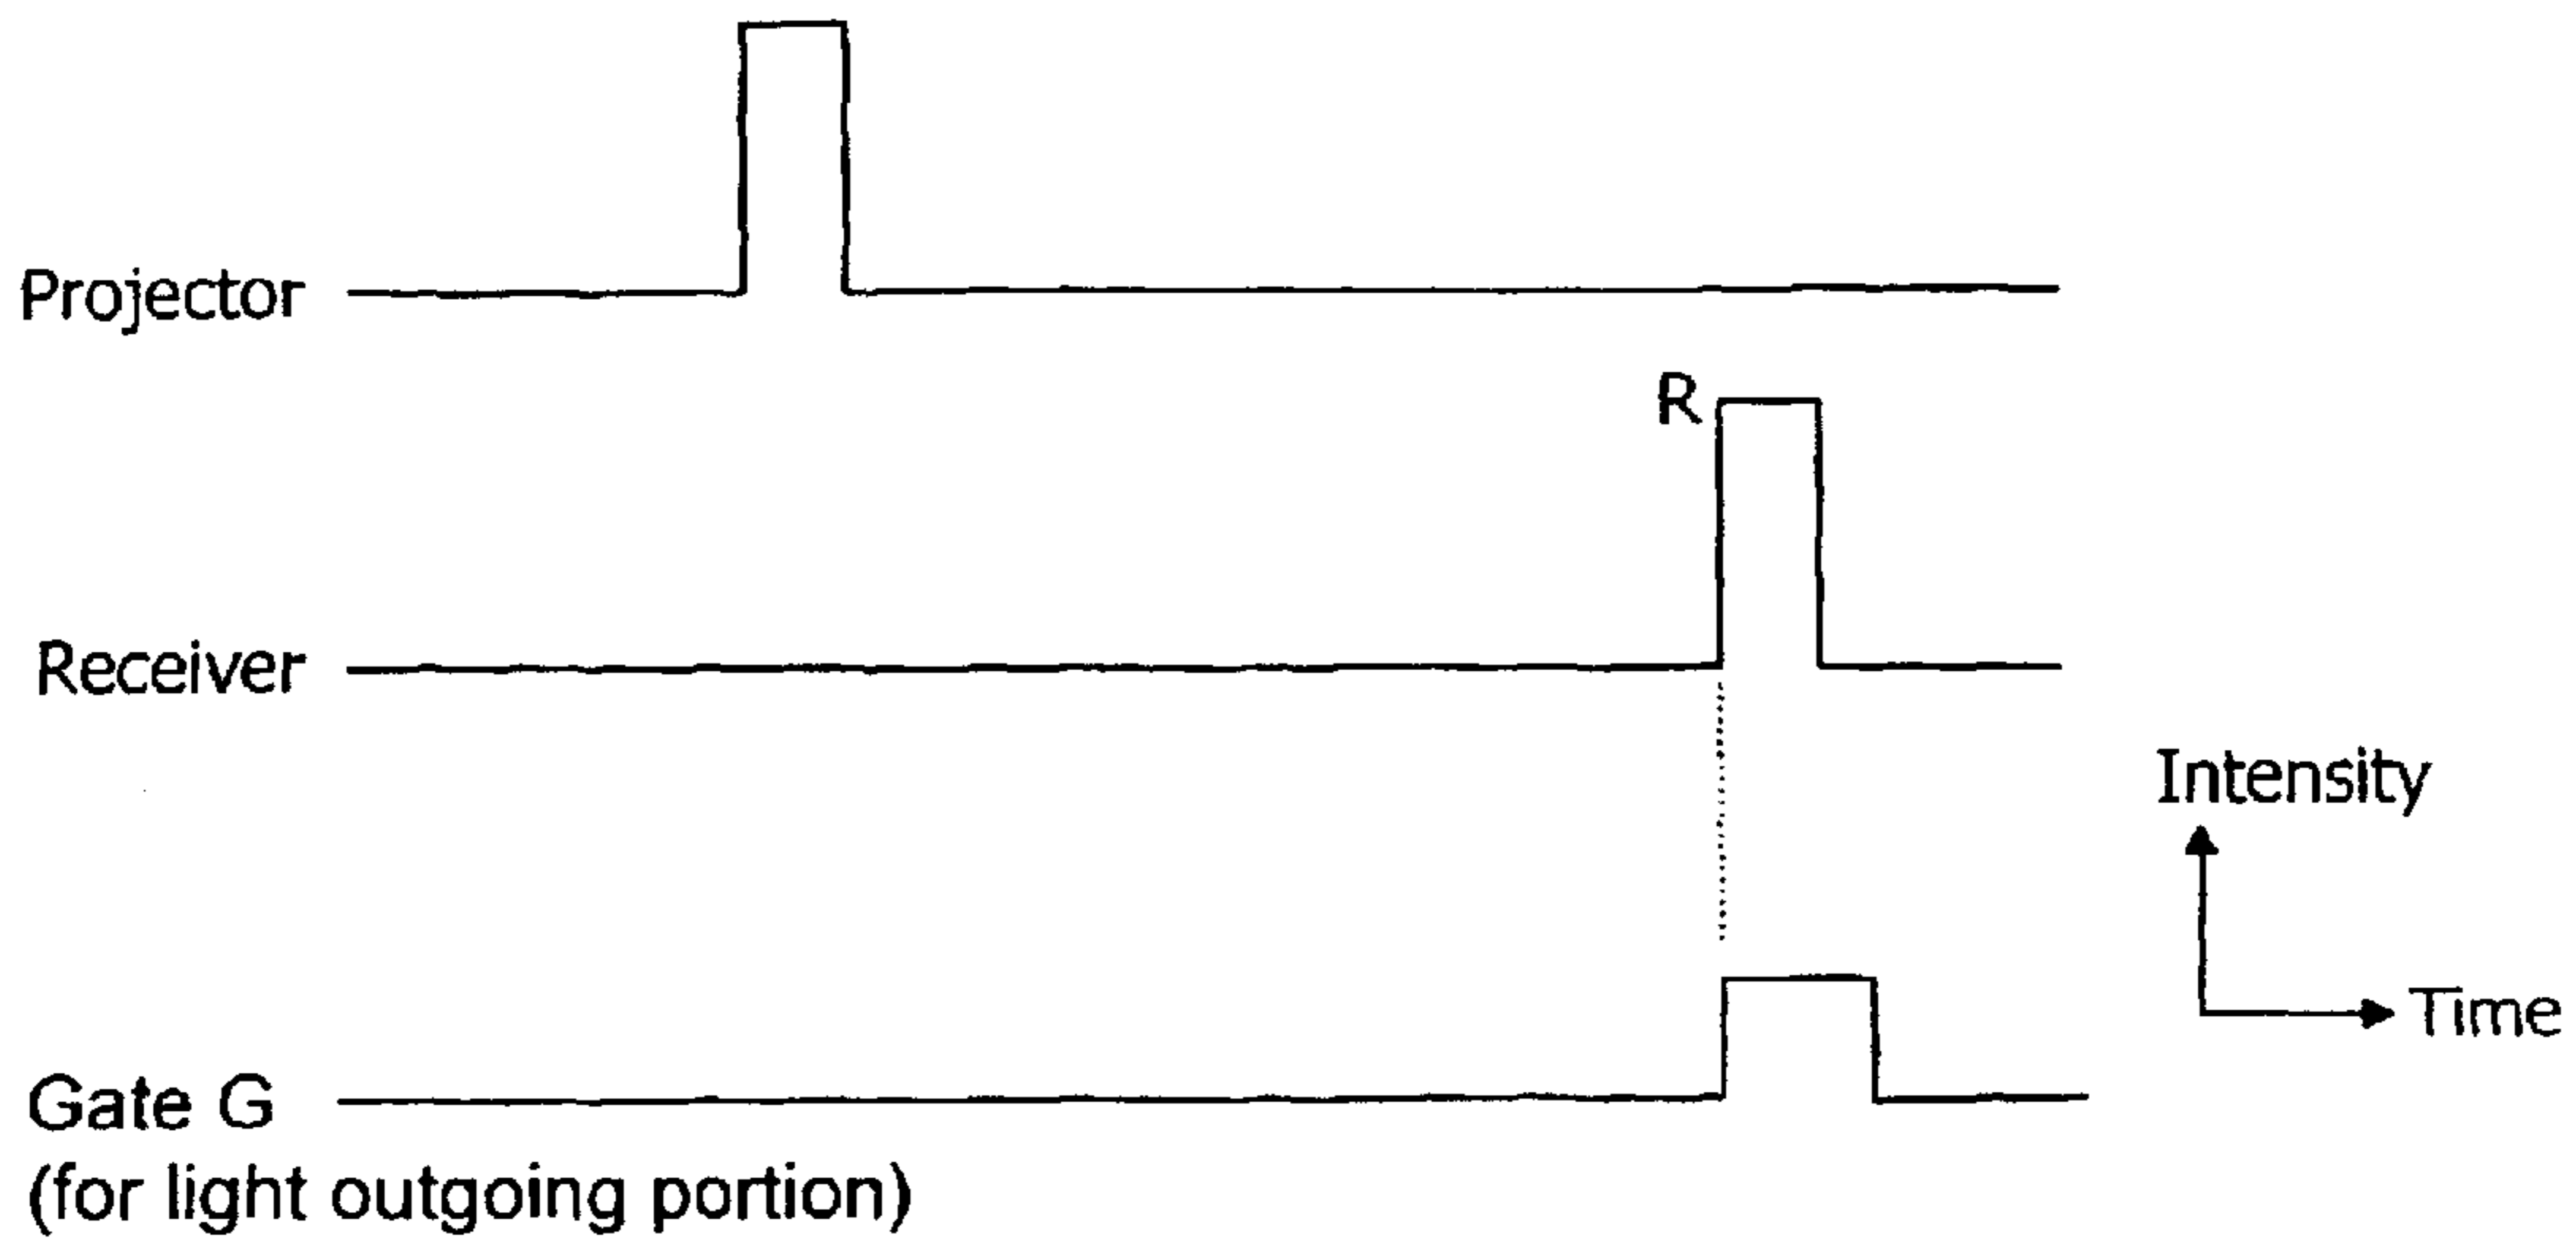 Projector
R
Receiver
Intensity
Time
Gate G
(for light outgoing portion)